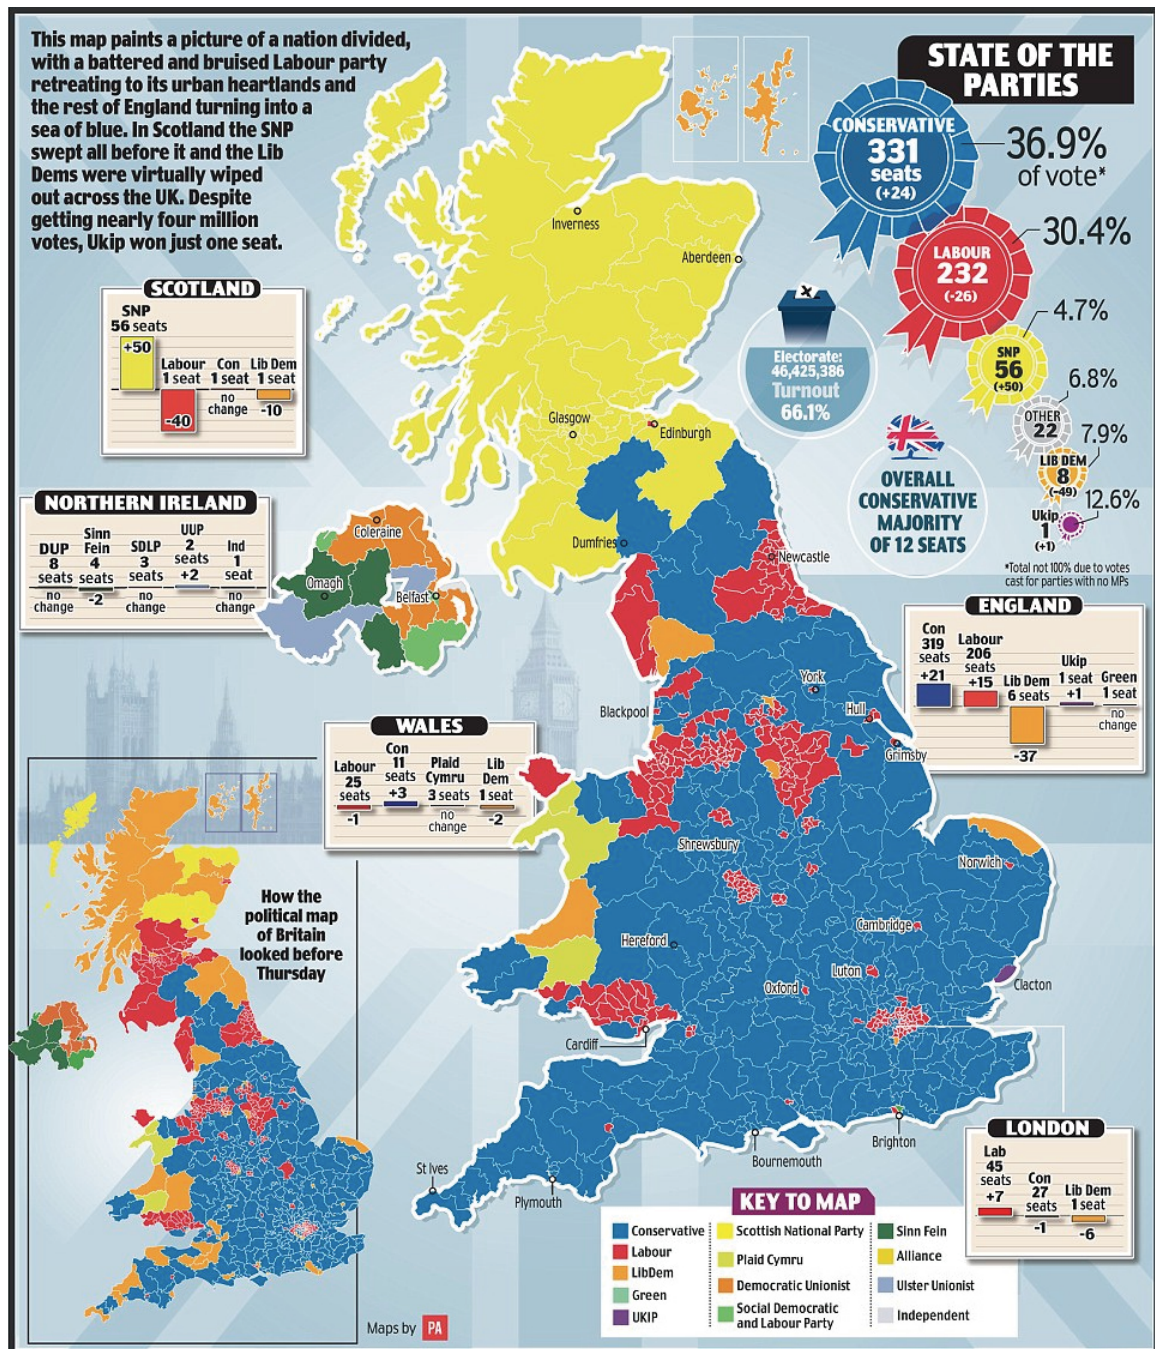 This map paints a picture of a nation divided,
with a battered and bruised Labour party
retreating to its urban heartlands and
the rest of England turning into a
sea of blue. In Scotland the SNP
swept all before it and the Lib
Dems were virtually wiped
out across the UK. Despite
getting nearly four million
votes, Ukip won just one seat.
STATE OF THE
PARTIES
CONSERVATIVE
331
seats
(+24)
36.9%
of vote*
LABOUR
232
(-26)
30.4%
SNP
56
(+50)
4.7%
OTHER
22
6.8%
LIB DEM
8
(-49)
7.9%
Ukip
1
(+1)
12.6%
*Total not 100% due to votes
cast for parties with no MPs
Electorate:
46,425,386
Turnout
66.1%
OVERALL
CONSERVATIVE
MAJORITY
OF 12 SEATS
SCOTLAND
SNP
56 seats
+50
Labour
1 seat
-40
Con
1 seat
no
change
Lib Dem
1 seat
-10
NORTHERN IRELAND
DUP
8
seats
no
change
Sinn
Fein
4
seats
-2
SDLP
3
seats
no
change
UUP
2
seats
+2
Ind
1
seat
no
change
WALES
Labour
25
seats
-1
Con
11
seats
+3
Plaid
Cymru
3 seats
no
change
Lib
Dem
1 seat
-2
ENGLAND
Con
319
seats
+21
Labour
206
seats
+15
Lib Dem
6 seats
-37
Ukip
1 seat
+1
Green
1 seat
no
change
Inverness
Aberdeen
Glasgow
Edinburgh
Dumfries
Newcastle
Coleraine
Omagh
Belfast
York
Blackpool
Hull
Grimsby
Shrewsbury
Norwich
Cambridge
Hereford
Luton
Oxford
Clacton
Cardiff
Brighton
Bournemouth
St Ives
Plymouth
How the
political map
of Britain
looked before
Thursday
LONDON
Lab
45
seats
+7
Con
27
seats
-1
Lib Dem
1 seat
-6
KEY TO MAP
Conservative
Labour
LibDem
Green
UKIP
Scottish National Party
Plaid Cymru
Democratic Unionist
Social Democratic
and Labour Party
Sinn Fein
Alliance
Ulster Unionist
Independent
Maps by PA